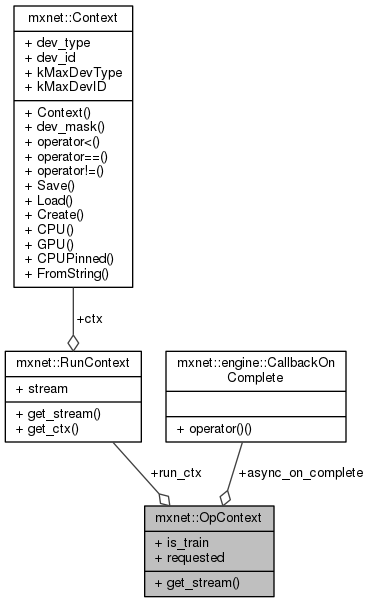 mxnet::Context
+ dev_type
+ dev_id
+ kMaxDevType
+ kMaxDevID
+ Context()
+ dev_mask()
+ operator<()
+ operator==()
+ operator!=()
+ Save()
+ Load()
+ Create()
+ CPU()
+ GPU()
+ CPUPinned()
+ FromString()
+ctx
mxnet::RunContext
+ stream
+ get_stream()
+ get_ctx()
mxnet::engine::CallbackOn
Complete
+ operator()()
+run_ctx
+async_on_complete
mxnet::OpContext
+ is_train
+ requested
+ get_stream()